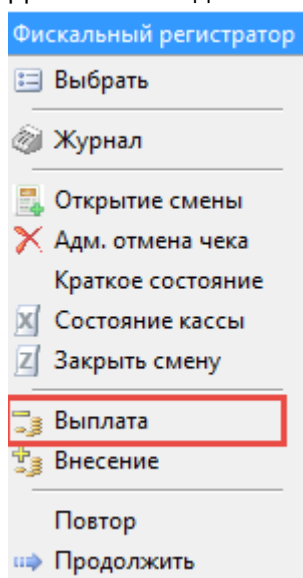 Фискальный регистратор
Выбрать
Журнал
Открытие смены
Адм. отмена чека
Краткое состояние
X Состояние кассы
Z Закрыть смену
Выплата
Внесение
Повтор
Продолжить